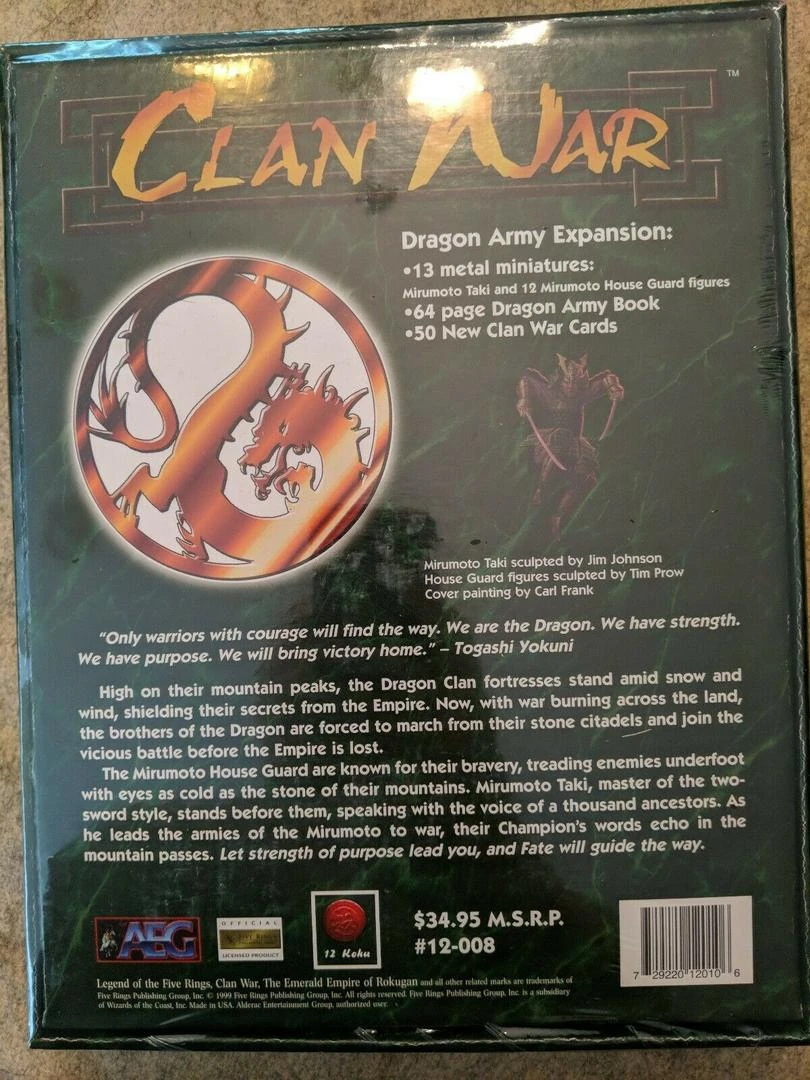 CLAN WAR
TM
Dragon Army Expansion:
•13 metal miniatures:
Mirumoto Taki and 12 Mirumoto House Guard figures
•64 page Dragon Army Book
•50 New Clan War Cards
Mirumoto Taki sculpted by Jim Johnson
House Guard figures sculpted by Tim Prow
Cover painting by Carl Frank
"Only warriors with courage will find the way. We are the Dragon. We have strength.
We have purpose. We will bring victory home." – Togashi Yokuni
High on their mountain peaks, the Dragon Clan fortresses stand amid snow and
wind, shielding their secrets from the Empire. Now, with war burning across the land,
the brothers of the Dragon are forced to march from their stone citadels and join the
vicious battle before the Empire is lost.
The Mirumoto House Guard are known for their bravery, treading enemies underfoot
with eyes as cold as the stone of their mountains. Mirumoto Taki, master of the two-
sword style, stands before them, speaking with the voice of a thousand ancestors. As
he leads the armies of the Mirumoto to war, their Champion's words echo in the
mountain passes. Let strength of purpose lead you, and Fate will guide the way.
AEG
OFFICIAL
FIVE RINGS
LICENSED PRODUCT
12 Koku
$34.95 M.S.R.P.
#12-008
7 29220 12010 6
Legend of the Five Rings, Clan War, The Emerald Empire of Rokugan and all other related marks are trademarks of
Five Rings Publishing Group, Inc. © 1999 Five Rings Publishing Group, Inc. All rights reserved. Five Rings Publishing Group, Inc. is a subsidiary
of Wizards of the Coast, Inc. Made in USA. Alderac Entertainment Group, authorized user.